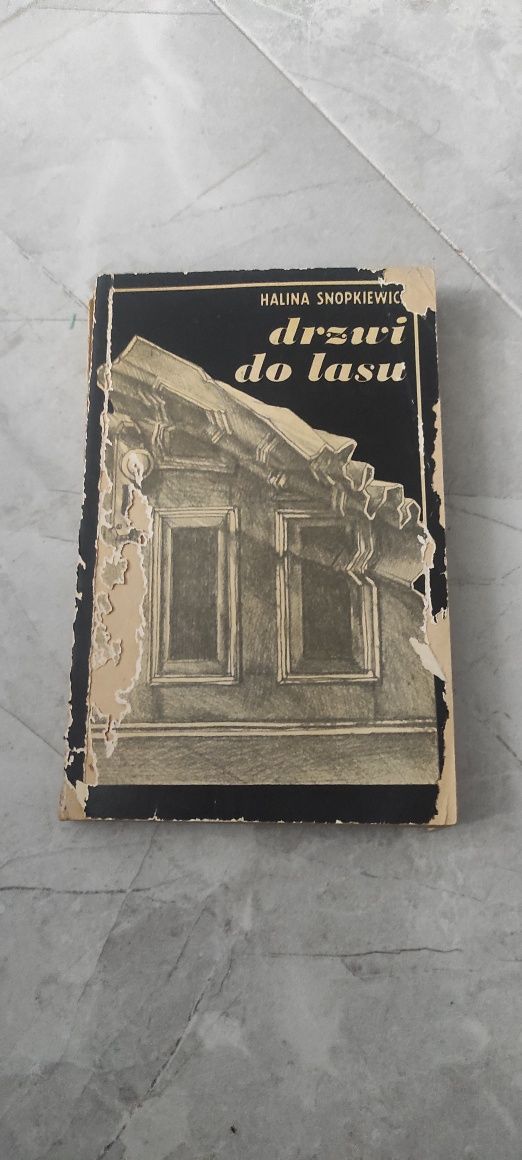 HALINA SNOPKIEWIC
drzwi
do lasu